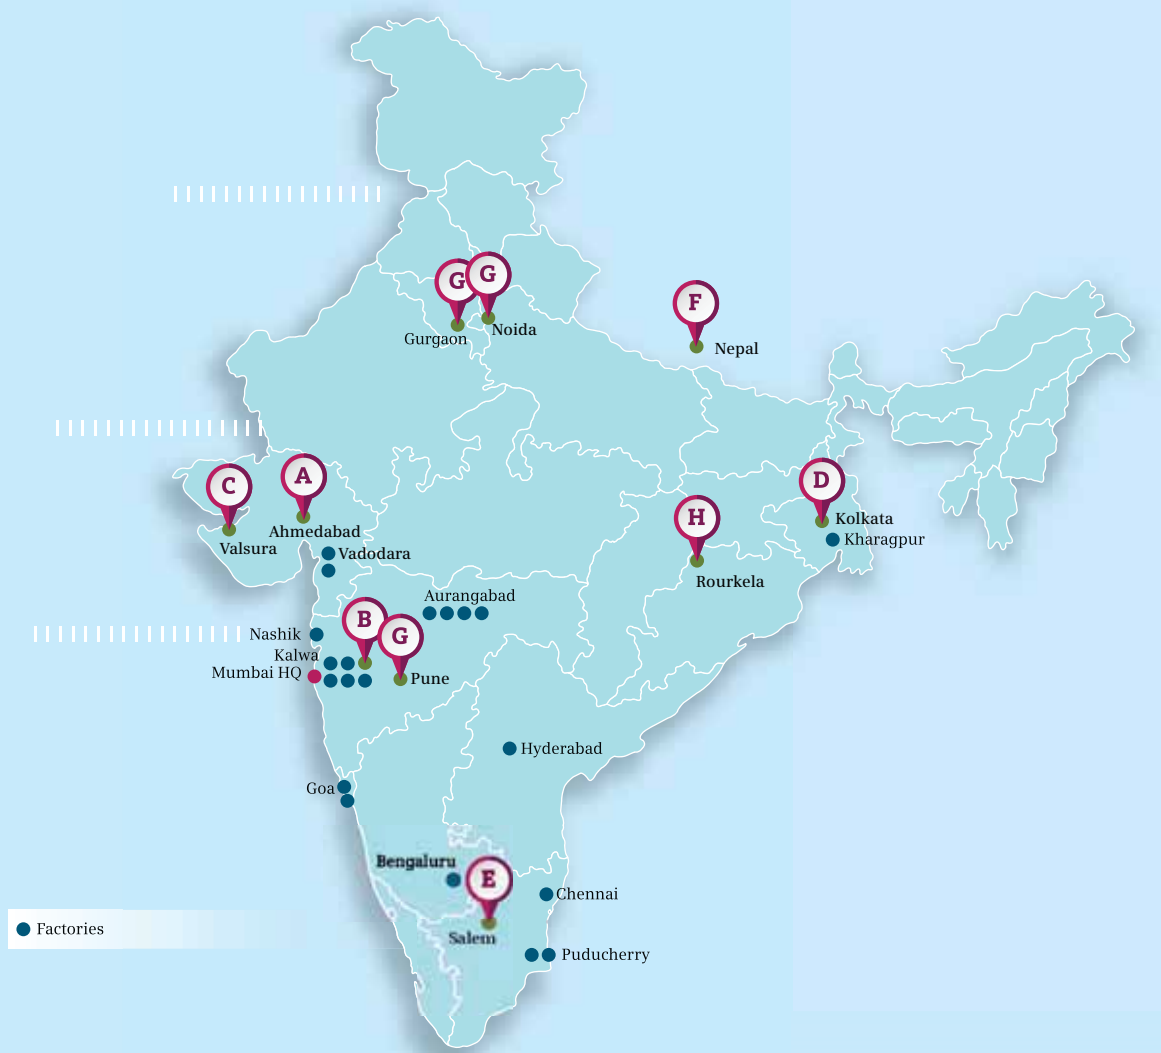 G
G
Noida
Gurgaon
F
Nepal
C
A
D
Valsura
Ahmedabad
Kolkata
Kharagpur
H
Rourkela
Vadodara
Aurangabad
B
G
Nashik
Kalwa
Mumbai HQ
Pune
Hyderabad
Goa
Bengaluru
E
Chennai
Salem
Factories
Puducherry